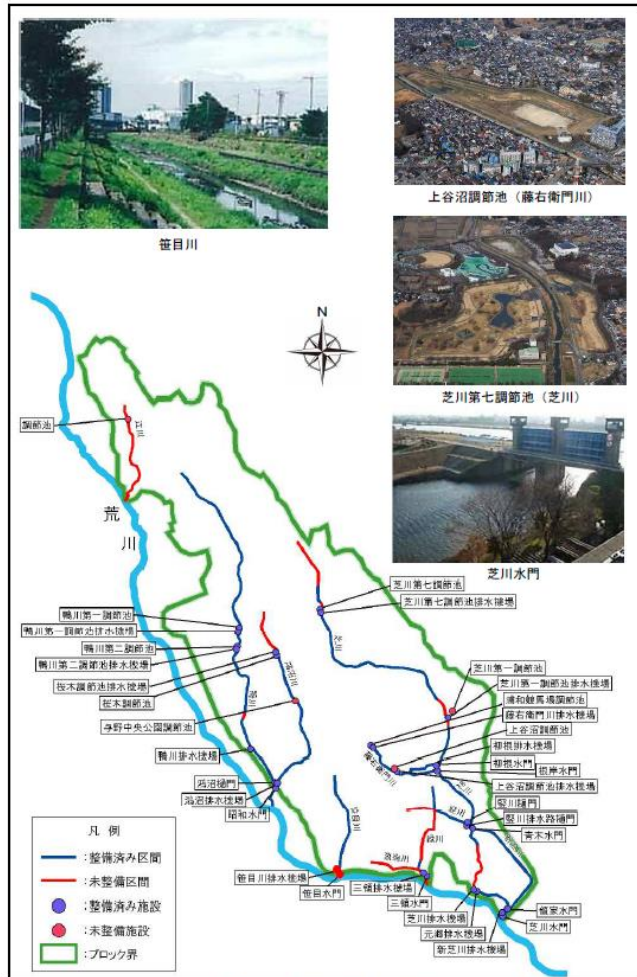 笹目川
上谷沼調節池（藤右衛門川）
芝川第七調節池（芝川）
芝川水門
N
調節池
江川
荒
川
鴨川第一調節池
鴨川第一調節池排水機場
鴨川第二調節池
鴨川第二調節池排水機場
桜木調節池排水機場
桜木調節池
与野中央公園調節池
鴨川排水機場
鴻沼樋門
鴻沼排水機場
昭和水門
鴻沼川
鴨川
芝川
芝川第七調節池
芝川第七調節池排水機場
芝川第一調節池
芝川第一調節池排水機場
浦和競馬場調節池
藤右衛門川排水機場
上谷沼調節池
柳根排水機場
柳根水門
根岸水門
上谷沼調節池排水機場
竪川樋門
竪川排水路樋門
青木水門
藤右衛門川
芝川
竪川
笹目川
緑川
笹目川排水機場
笹目水門
三領排水機場
三領水門
芝川排水機場
元郷排水機場
新芝川排水機場
領家水門
芝川水門
凡 例
：整備済み区間
：未整備区間
：整備済み施設
：未整備施設
：ブロック界